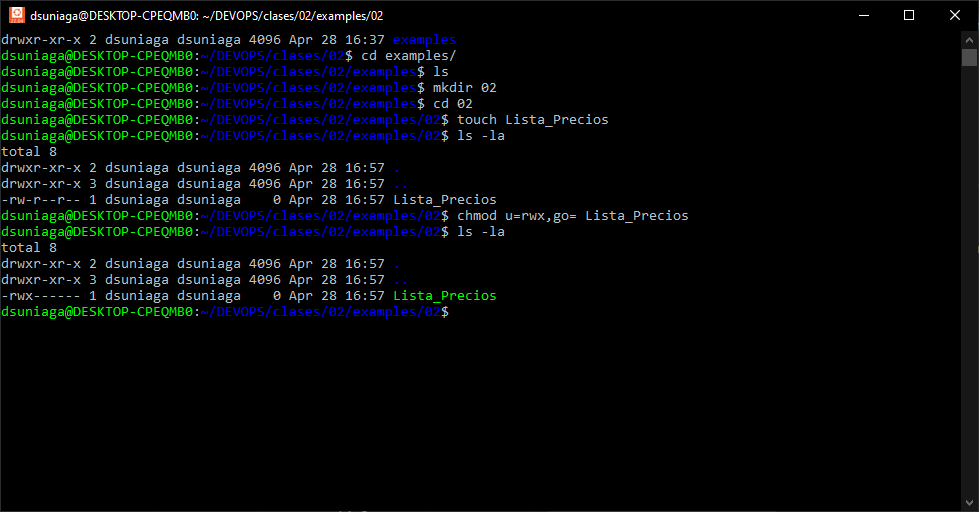 dsuniaga@DESKTOP-CPEQMB0: ~/DEVOPS/clases/02/examples/02
drwxr-xr-x 2 dsuniaga dsuniaga 4096 Apr 28 16:37 examples
dsuniaga@DESKTOP-CPEQMB0:~/DEVOPS/clases/02$ cd examples/
dsuniaga@DESKTOP-CPEQMB0:~/DEVOPS/clases/02/examples$ ls
dsuniaga@DESKTOP-CPEQMB0:~/DEVOPS/clases/02/examples$ mkdir 02
dsuniaga@DESKTOP-CPEQMB0:~/DEVOPS/clases/02/examples$ cd 02
dsuniaga@DESKTOP-CPEQMB0:~/DEVOPS/clases/02/examples/02$ touch Lista_Precios
dsuniaga@DESKTOP-CPEQMB0:~/DEVOPS/clases/02/examples/02$ ls -la
total 8
drwxr-xr-x 2 dsuniaga dsuniaga 4096 Apr 28 16:57 .
drwxr-xr-x 3 dsuniaga dsuniaga 4096 Apr 28 16:57 ..
-rw-r--r-- 1 dsuniaga dsuniaga    0 Apr 28 16:57 Lista_Precios
dsuniaga@DESKTOP-CPEQMB0:~/DEVOPS/clases/02/examples/02$ chmod u=rwx,go= Lista_Precios
dsuniaga@DESKTOP-CPEQMB0:~/DEVOPS/clases/02/examples/02$ ls -la
total 8
drwxr-xr-x 2 dsuniaga dsuniaga 4096 Apr 28 16:57 .
drwxr-xr-x 3 dsuniaga dsuniaga 4096 Apr 28 16:57 ..
-rwx------ 1 dsuniaga dsuniaga    0 Apr 28 16:57 Lista_Precios
dsuniaga@DESKTOP-CPEQMB0:~/DEVOPS/clases/02/examples/02$